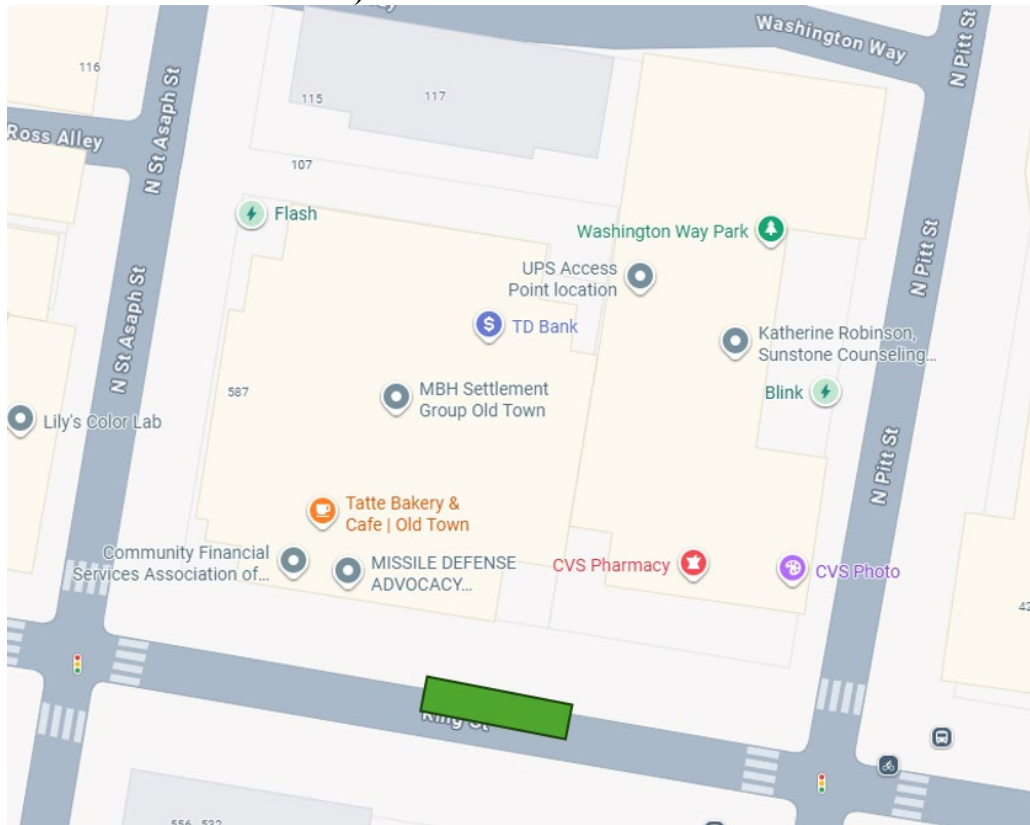 Washington Way
N Pitt St
116
115
117
N St Asaph St
Ross Alley
107
Flash
Washington Way Park
N Pitt St
UPS Access
Point location
N St Asaph St
TD Bank
Katherine Robinson,
Sunstone Counseling...
587
MBH Settlement
Group Old Town
Blink
Lily's Color Lab
N Pitt St
Tatte Bakery &
Cafe | Old Town
Community Financial
Services Association of...
MISSILE DEFENSE
ADVOCACY...
CVS Pharmacy
CVS Photo
42
King St
556
532